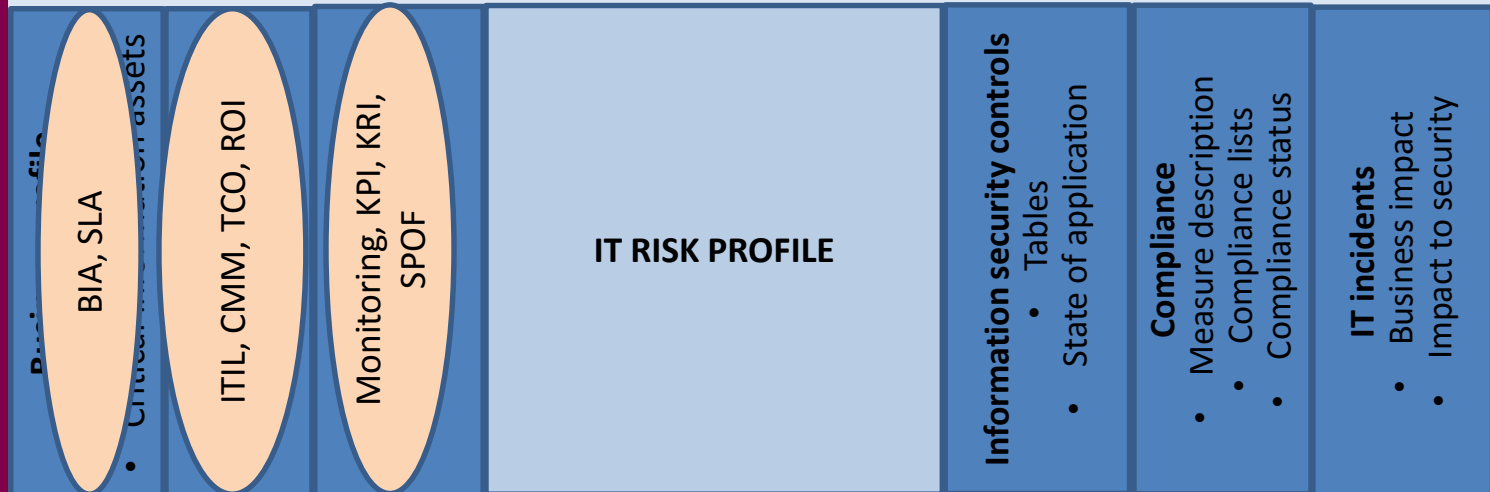 BIA, SLA
assets
ITIL, CMM, TCO, ROI
Monitoring, KPI, KRI,
SPOF
IT RISK PROFILE
Information security controls
• Tables
• State of application
Compliance
• Measure description
• Compliance lists
• Compliance status
IT incidents
• Business impact
• Impact to security